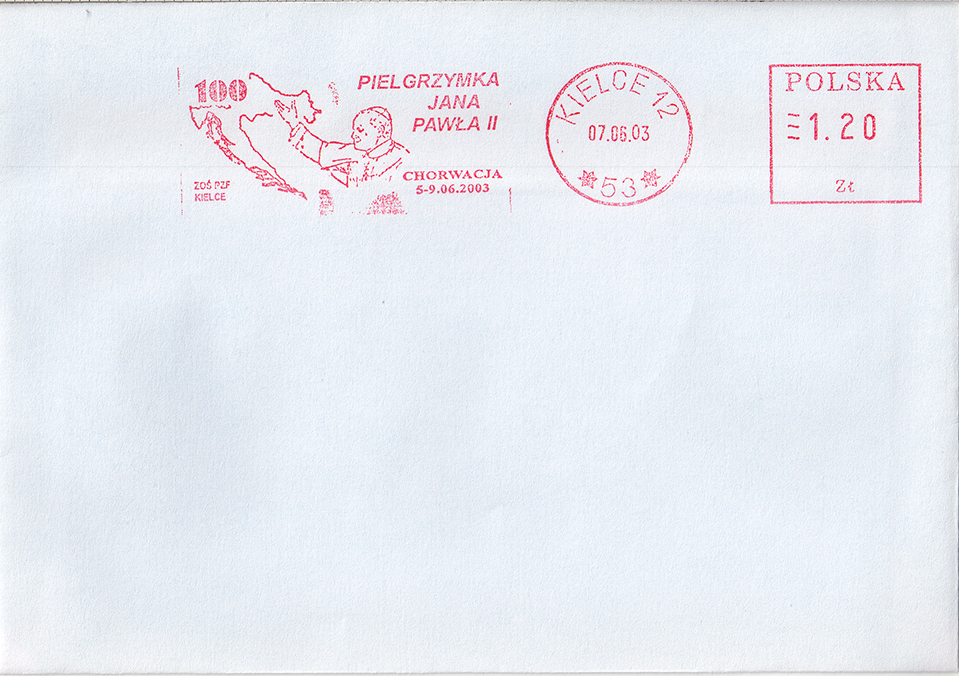 100
PIELGRZYMKA
JANA
PAWŁA II
CHORWACJA
5-9.06.2003
ZOŚ PZF
KIELCE
KIELCE 12
07.06.03
53
POLSKA
1.20
Zł